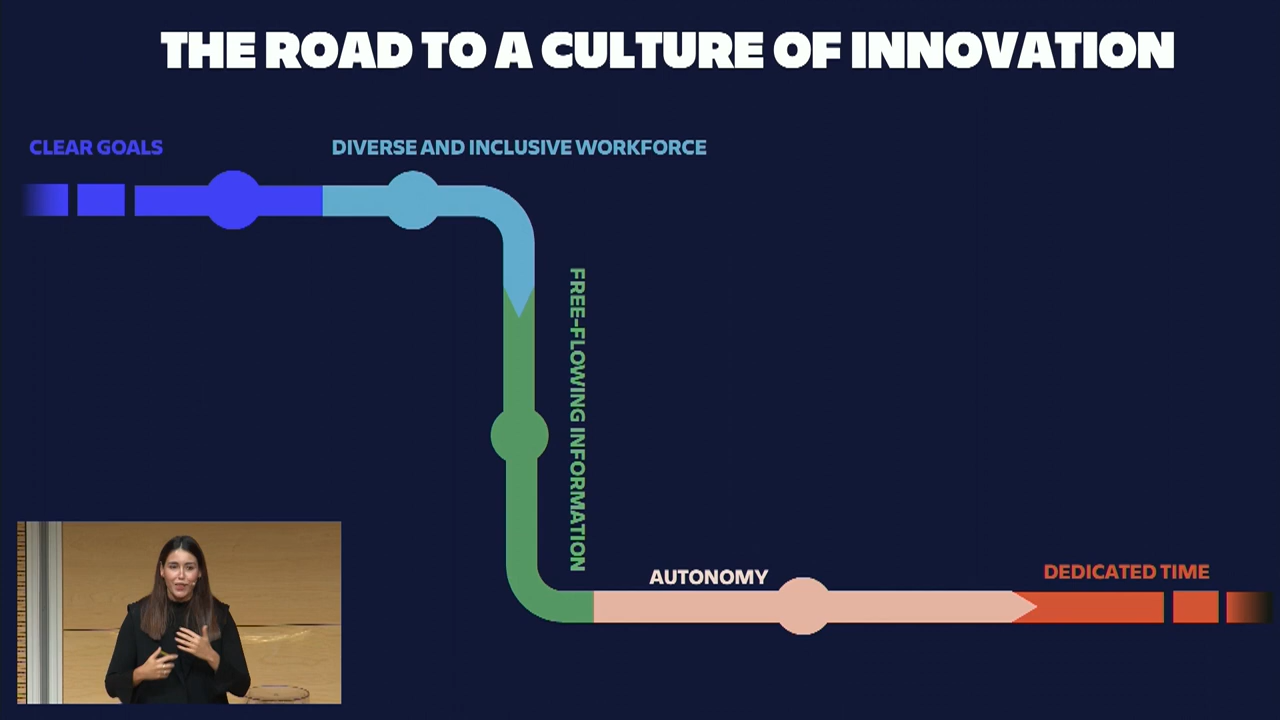 THE ROAD TO A CULTURE OF INNOVATION
CLEAR GOALS
DIVERSE AND INCLUSIVE WORKFORCE
FREE-FLOWING INFORMATION
AUTONOMY
DEDICATED TIME